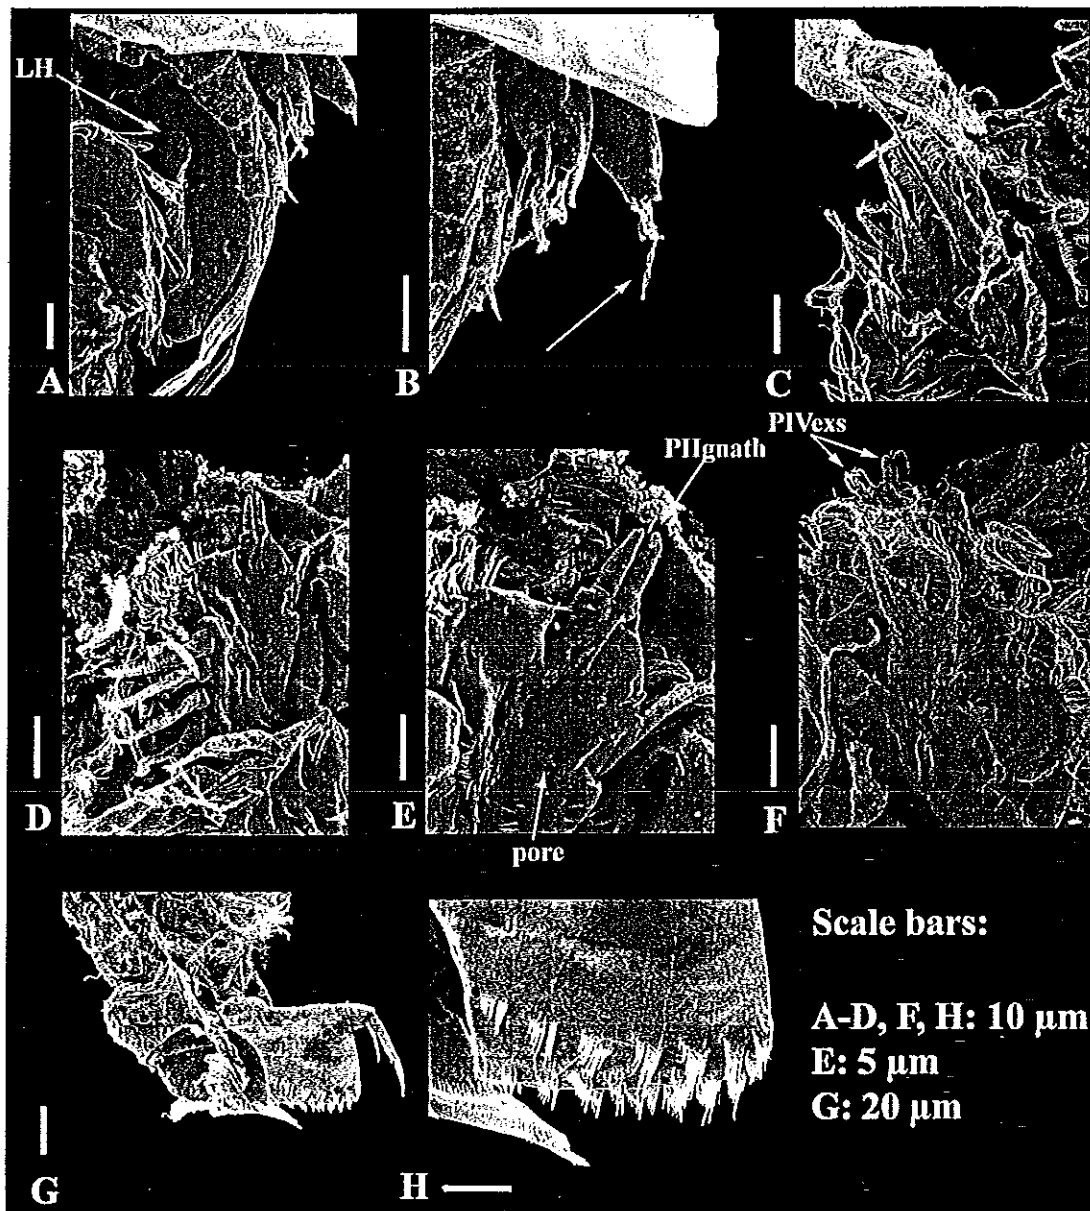 LH
A
B
C
PIVexs
PIIgnath
D
E
F
pore
Scale bars:
A-D, F, H: 10 µm
E: 5 µm
G: 20 µm
G
H